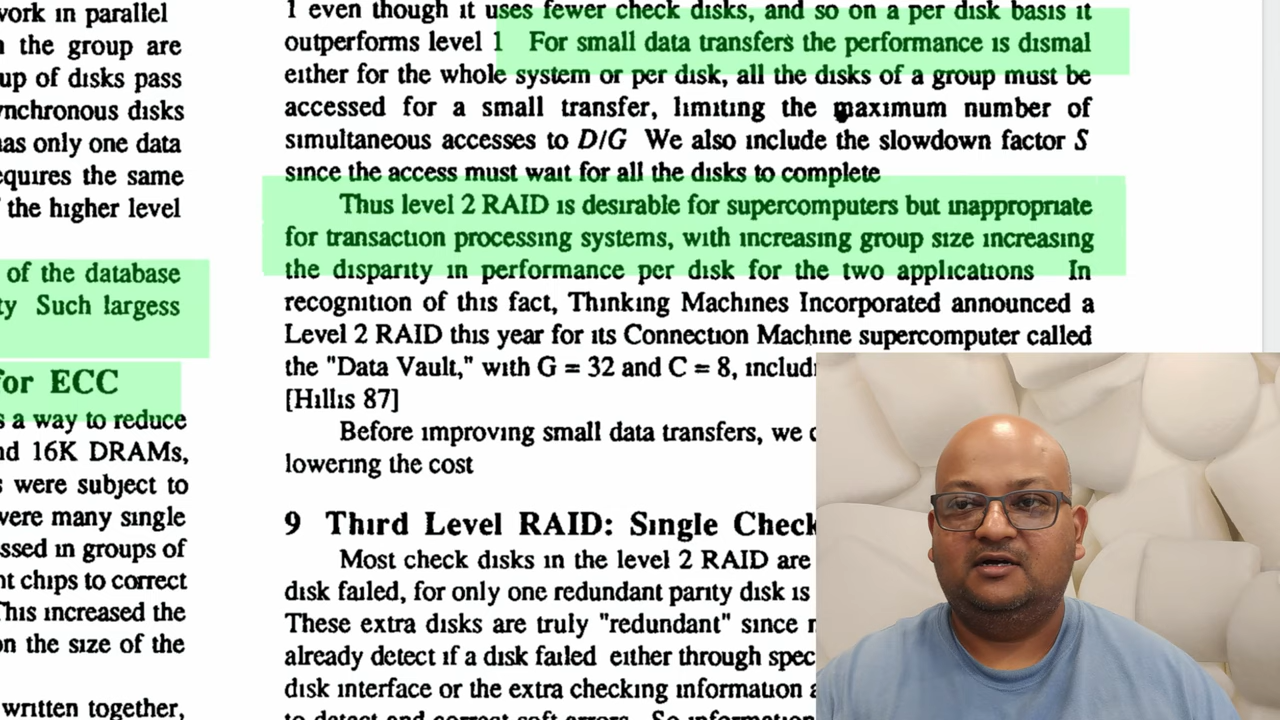 work in parallel
n the group are
up of disks pass
ynchronous disks
has only one data
equires the same
the higher level
of the database
ty Such largess
for ECC
s a way to reduce
nd 16K DRAMs,
s were subject to
were many single
ssed in groups of
nt chips to correct
This increased the
on the size of the
written together,
1 even though it uses fewer check disks, and so on a per disk basis it
outperforms level 1 For small data transfers the performance is dismal
either for the whole system or per disk, all the disks of a group must be
accessed for a small transfer, limiting the maximum number of
simultaneous accesses to D/G We also include the slowdown factor S
since the access must wait for all the disks to complete
Thus level 2 RAID is desirable for supercomputers but inappropriate
for transaction processing systems, with increasing group size increasing
the disparity in performance per disk for the two applications In
recognition of this fact, Thinking Machines Incorporated announced a
Level 2 RAID this year for its Connection Machine supercomputer called
the "Data Vault," with G = 32 and C = 8, includi
[Hillis 87]
Before improving small data transfers, we c
lowering the cost
9 Third Level RAID: Single Check
Most check disks in the level 2 RAID are
disk failed, for only one redundant parity disk is
These extra disks are truly "redundant" since
already detect if a disk failed either through spec
disk interface or the extra checking information a
to detect and correct soft errors So information